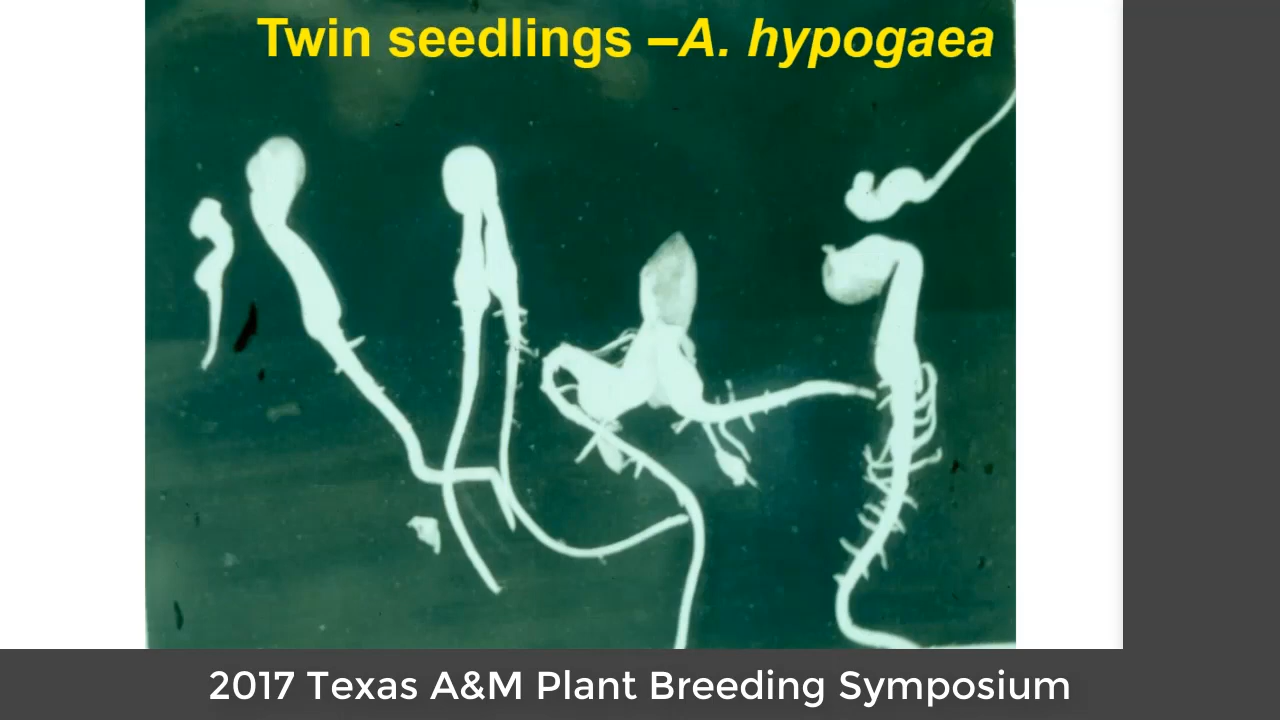 Twin seedlings –A. hypogaea
2017 Texas A&M Plant Breeding Symposium